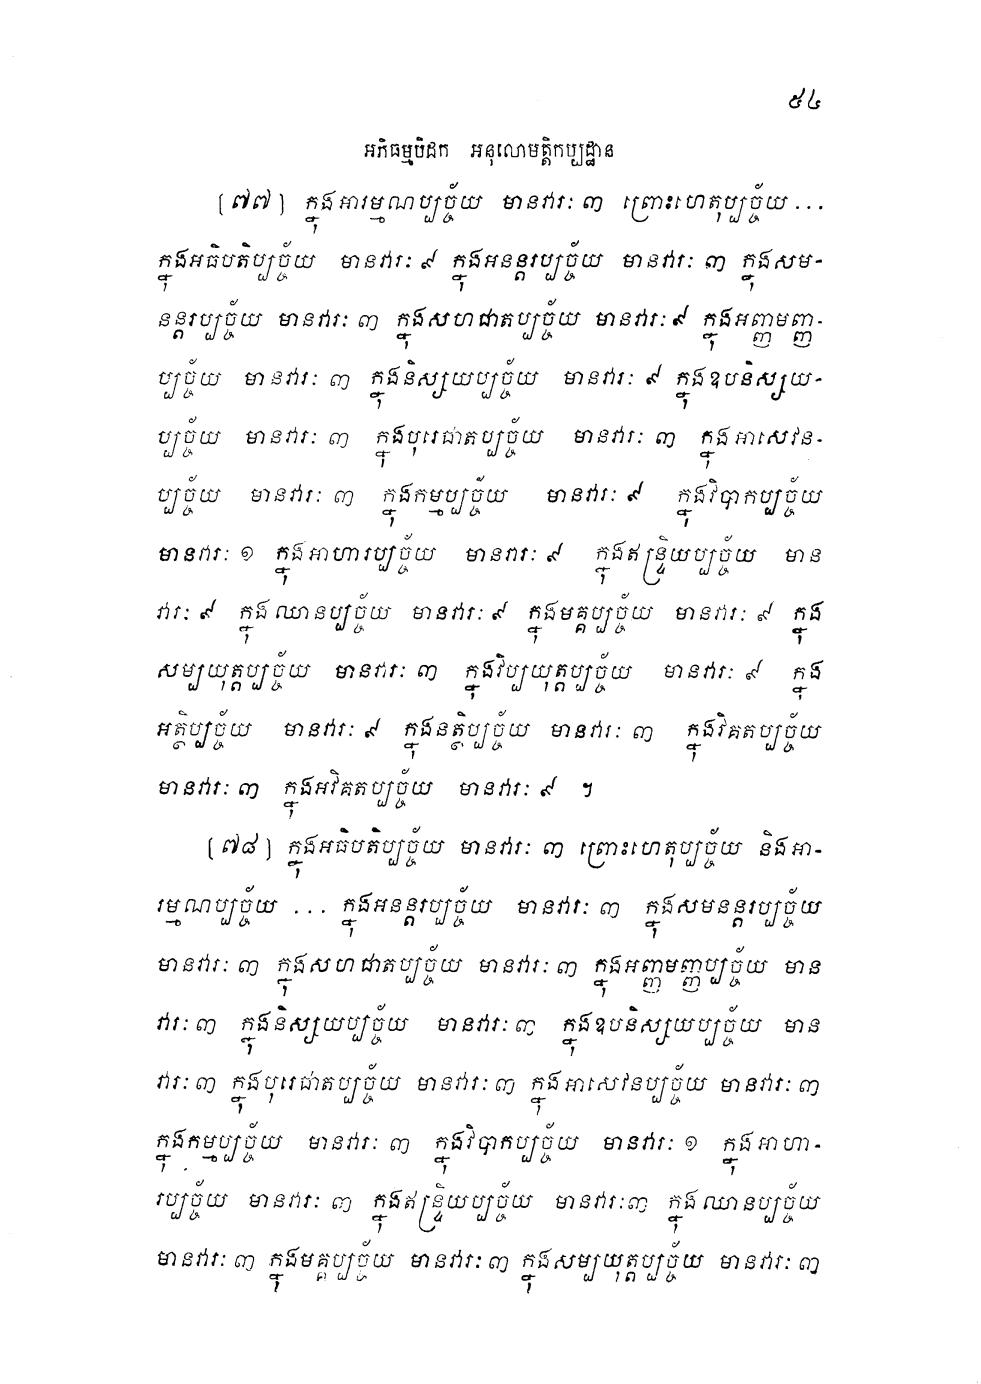 ៥៤
អភិធម្មបិដក អនុលោមត្តិកប្បដ្ឋាន
[៧៧] ក្នុងអារម្មណប្បច្ច័យ មានវារៈ ៣ ព្រោះហេតុប្បច្ច័យ ...
ក្នុងអធិបតិប្បច្ច័យ មានវារៈ ៩ ក្នុងអនន្តរប្បច្ច័យ មានវារៈ ៣ ក្នុងសម-
នន្តរប្បច្ច័យ មានវារៈ ៣ ក្នុងសហជាតប្បច្ច័យ មានវារៈ ៩ ក្នុងអញ្ញមញ្ញ-
ប្បច្ច័យ មានវារៈ ៣ ក្នុងនិស្សយប្បច្ច័យ មានវារៈ ៩ ក្នុងឧបនិស្សយ-
ប្បច្ច័យ មានវារៈ ៣ ក្នុងបុរេជាតប្បច្ច័យ មានវារៈ ៣ ក្នុងអាសេវន-
ប្បច្ច័យ មានវារៈ ៣ ក្នុងកម្មប្បច្ច័យ មានវារៈ ៩ ក្នុងវិបាកប្បច្ច័យ
មានវារៈ ១ ក្នុងអាហារប្បច្ច័យ មានវារៈ ៩ ក្នុងឥន្ទ្រិយប្បច្ច័យ មាន
វារៈ ៩ ក្នុងឈានប្បច្ច័យ មានវារៈ ៩ ក្នុងមគ្គប្បច្ច័យ មានវារៈ ៩ ក្នុង
សម្បយុត្តប្បច្ច័យ មានវារៈ ៣ ក្នុងវិប្បយុត្តប្បច្ច័យ មានវារៈ ៩ ក្នុង
អត្ថិប្បច្ច័យ មានវារៈ ៩ ក្នុងនត្ថិប្បច្ច័យ មានវារៈ ៣ ក្នុងវិគតប្បច្ច័យ
មានវារៈ ៣ ក្នុងអវិគតប្បច្ច័យ មានវារៈ ៩ ។
[៧៨] ក្នុងអធិបតិប្បច្ច័យ មានវារៈ ៣ ព្រោះហេតុប្បច្ច័យ និងអា-
រម្មណប្បច្ច័យ ... ក្នុងអនន្តរប្បច្ច័យ មានវារៈ ៣ ក្នុងសមនន្តរប្បច្ច័យ
មានវារៈ ៣ ក្នុងសហជាតប្បច្ច័យ មានវារៈ ៣ ក្នុងអញ្ញមញ្ញប្បច្ច័យ មាន
វារៈ ៣ ក្នុងនិស្សយប្បច្ច័យ មានវារៈ ៣ ក្នុងឧបនិស្សយប្បច្ច័យ មាន
វារៈ ៣ ក្នុងបុរេជាតប្បច្ច័យ មានវារៈ ៣ ក្នុងអាសេវនប្បច្ច័យ មានវារៈ ៣
ក្នុងកម្មប្បច្ច័យ មានវារៈ ៣ ក្នុងវិបាកប្បច្ច័យ មានវារៈ ១ ក្នុងអាហា-
រប្បច្ច័យ មានវារៈ ៣ ក្នុងឥន្ទ្រិយប្បច្ច័យ មានវារៈ ៣ ក្នុងឈានប្បច្ច័យ
មានវារៈ ៣ ក្នុងមគ្គប្បច្ច័យ មានវារៈ ៣ ក្នុងសម្បយុត្តប្បច្ច័យ មានវារៈ ៣